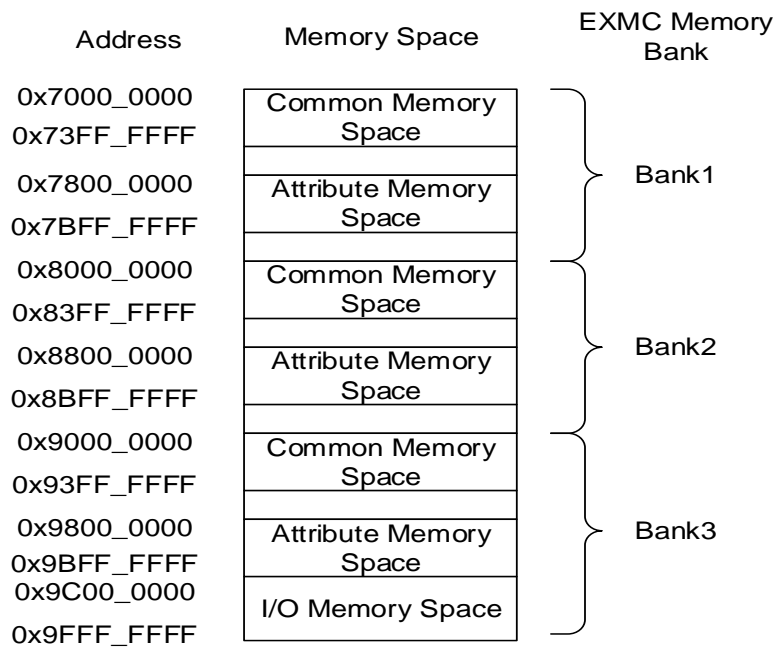 Address Memory Space EXMC Memory
Bank
0x7000_0000 Common Memory
0x73FF_FFFF Space
0x7800_0000 Attribute Memory Bank1
0x7BFF_FFFF Space
0x8000_0000 Common Memory
0x83FF_FFFF Space
0x8800_0000 Attribute Memory Bank2
0x8BFF_FFFF Space
0x9000_0000 Common Memory
0x93FF_FFFF Space
0x9800_0000 Attribute Memory Bank3
0x9BFF_FFFF Space
0x9C00_0000 I/O Memory Space
0x9FFF_FFFF